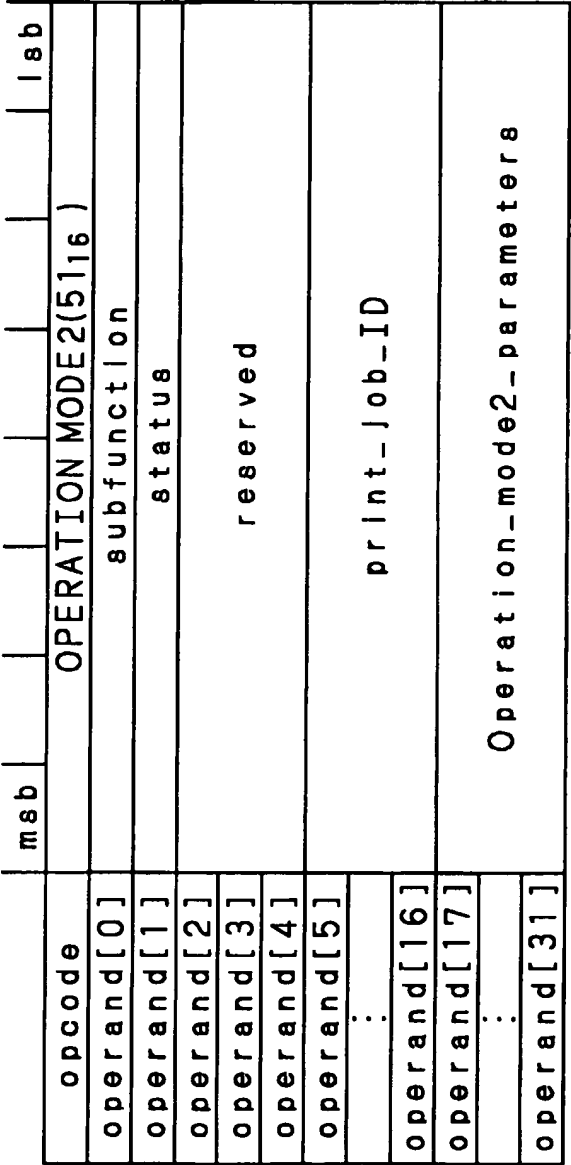 msb lsb
opcode OPERATION MODE2(51₁₆ )
operand[0] subfunction
operand[1] status
operand[2]
operand[3] reserved
operand[4]
operand[5]
⋮ print_job_ID
operand[16]
operand[17]
⋮ Operation_mode2_parameters
operand[31]